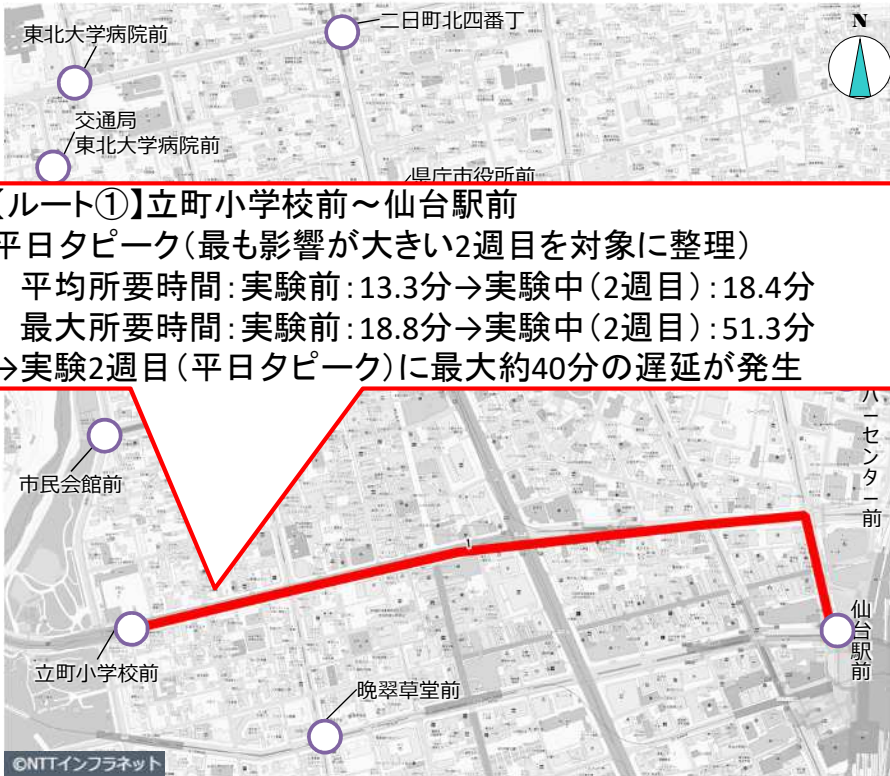 二日町北四番丁
N
東北大学病院前
交通局
東北大学病院前
県庁市役所前
【ルート①】立町小学校前～仙台駅前
平日夕ピーク(最も影響が大きい2週目を対象に整理)
平均所要時間:実験前:13.3分→実験中(2週目):18.4分
最大所要時間:実験前:18.8分→実験中(2週目):51.3分
→実験2週目(平日夕ピーク)に最大約40分の遅延が発生
パーセンター前
市民会館前
1
仙台駅前
立町小学校前
晩翠草堂前
©NTTインフラネット